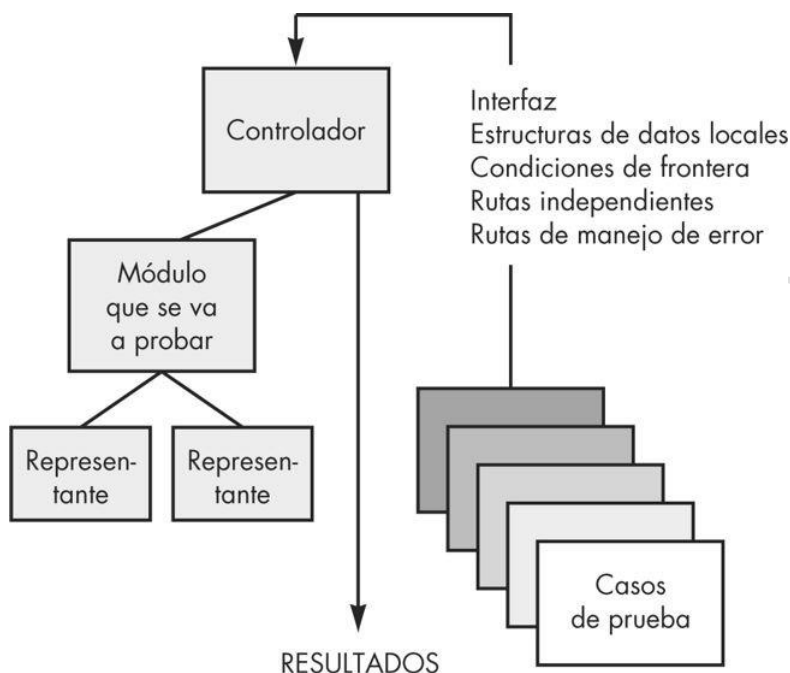 Controlador
Interfaz
Estructuras de datos locales
Condiciones de frontera
Rutas independientes
Rutas de manejo de error
Módulo
que se va
a probar
Represen-
tante
Represen-
tante
Casos
de prueba
RESULTADOS